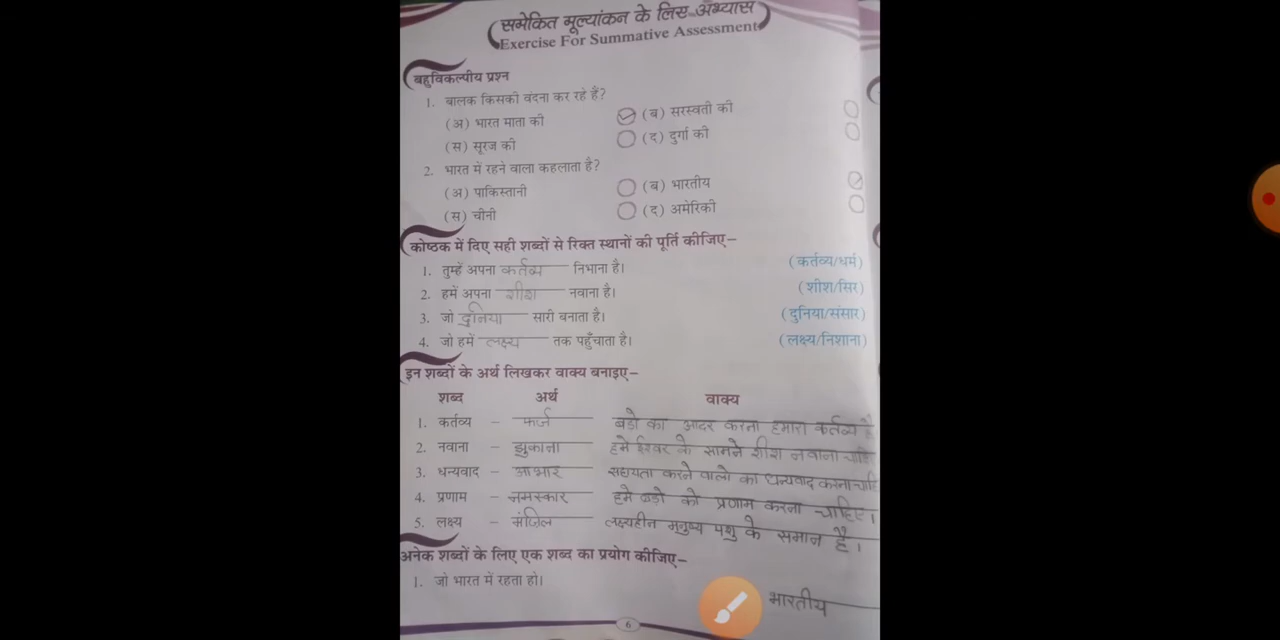 समेकित मूल्यांकन के लिए अभ्यास
Exercise For Summative Assessment
बहुविकल्पीय प्रश्न
1. बालक किसकी वंदना कर रहे हैं?
(अ) भारत माता की (ब) सरस्वती की
(स) सूरज की (द) दुर्गा की
2. भारत में रहने वाला कहलाता है?
(अ) पाकिस्तानी (ब) भारतीय
(स) चीनी (द) अमेरिकी
कोष्ठक में दिए सही शब्दों से रिक्त स्थानों की पूर्ति कीजिए–
1. तुम्हें अपना कर्तव्य निभाना है। (कर्तव्य/धर्म)
2. हमें अपना शीश नवाना है। (शीश/सिर)
3. जो दुनिया सारी बनाता है। (दुनिया/संसार)
4. जो हमें लक्ष्य तक पहुँचाता है। (लक्ष्य/निशाना)
इन शब्दों के अर्थ लिखकर वाक्य बनाइए–
शब्द अर्थ वाक्य
1. कर्तव्य – फर्ज बडो का आदर करना हमारा कर्तव्य है
2. नवाना – झुकाना हमे ईश्वर के सामने शीश नवाना चाहि
3. धन्यवाद – आभार सहायता करने वालो का धन्यवाद करना चाहि
4. प्रणाम – नमस्कार हमे बडो को प्रणाम करना चाहिए।
5. लक्ष्य – मंजिल लक्ष्यहीन मनुष्य पशु के समान है।
अनेक शब्दों के लिए एक शब्द का प्रयोग कीजिए–
1. जो भारत में रहता हो। भारतीय
6